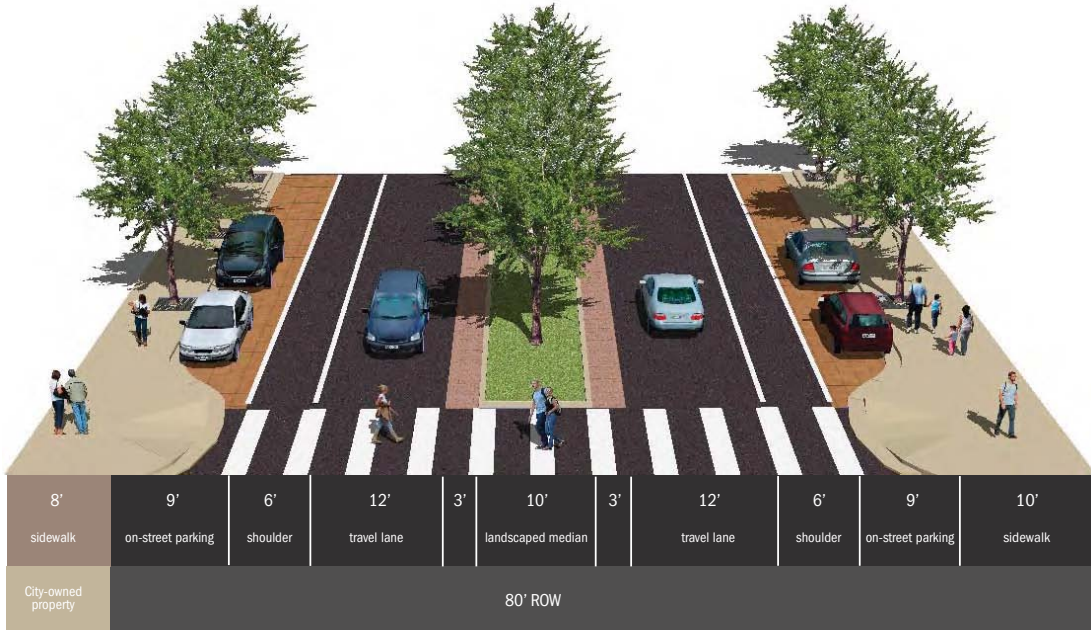 8’ 9’ 6’ 12’ 3’ 10’ 3’ 12’ 6’ 9’ 10’
sidewalk on-street parking shoulder travel lane landscaped median travel lane shoulder on-street parking sidewalk
City-owned
property
80’ ROW